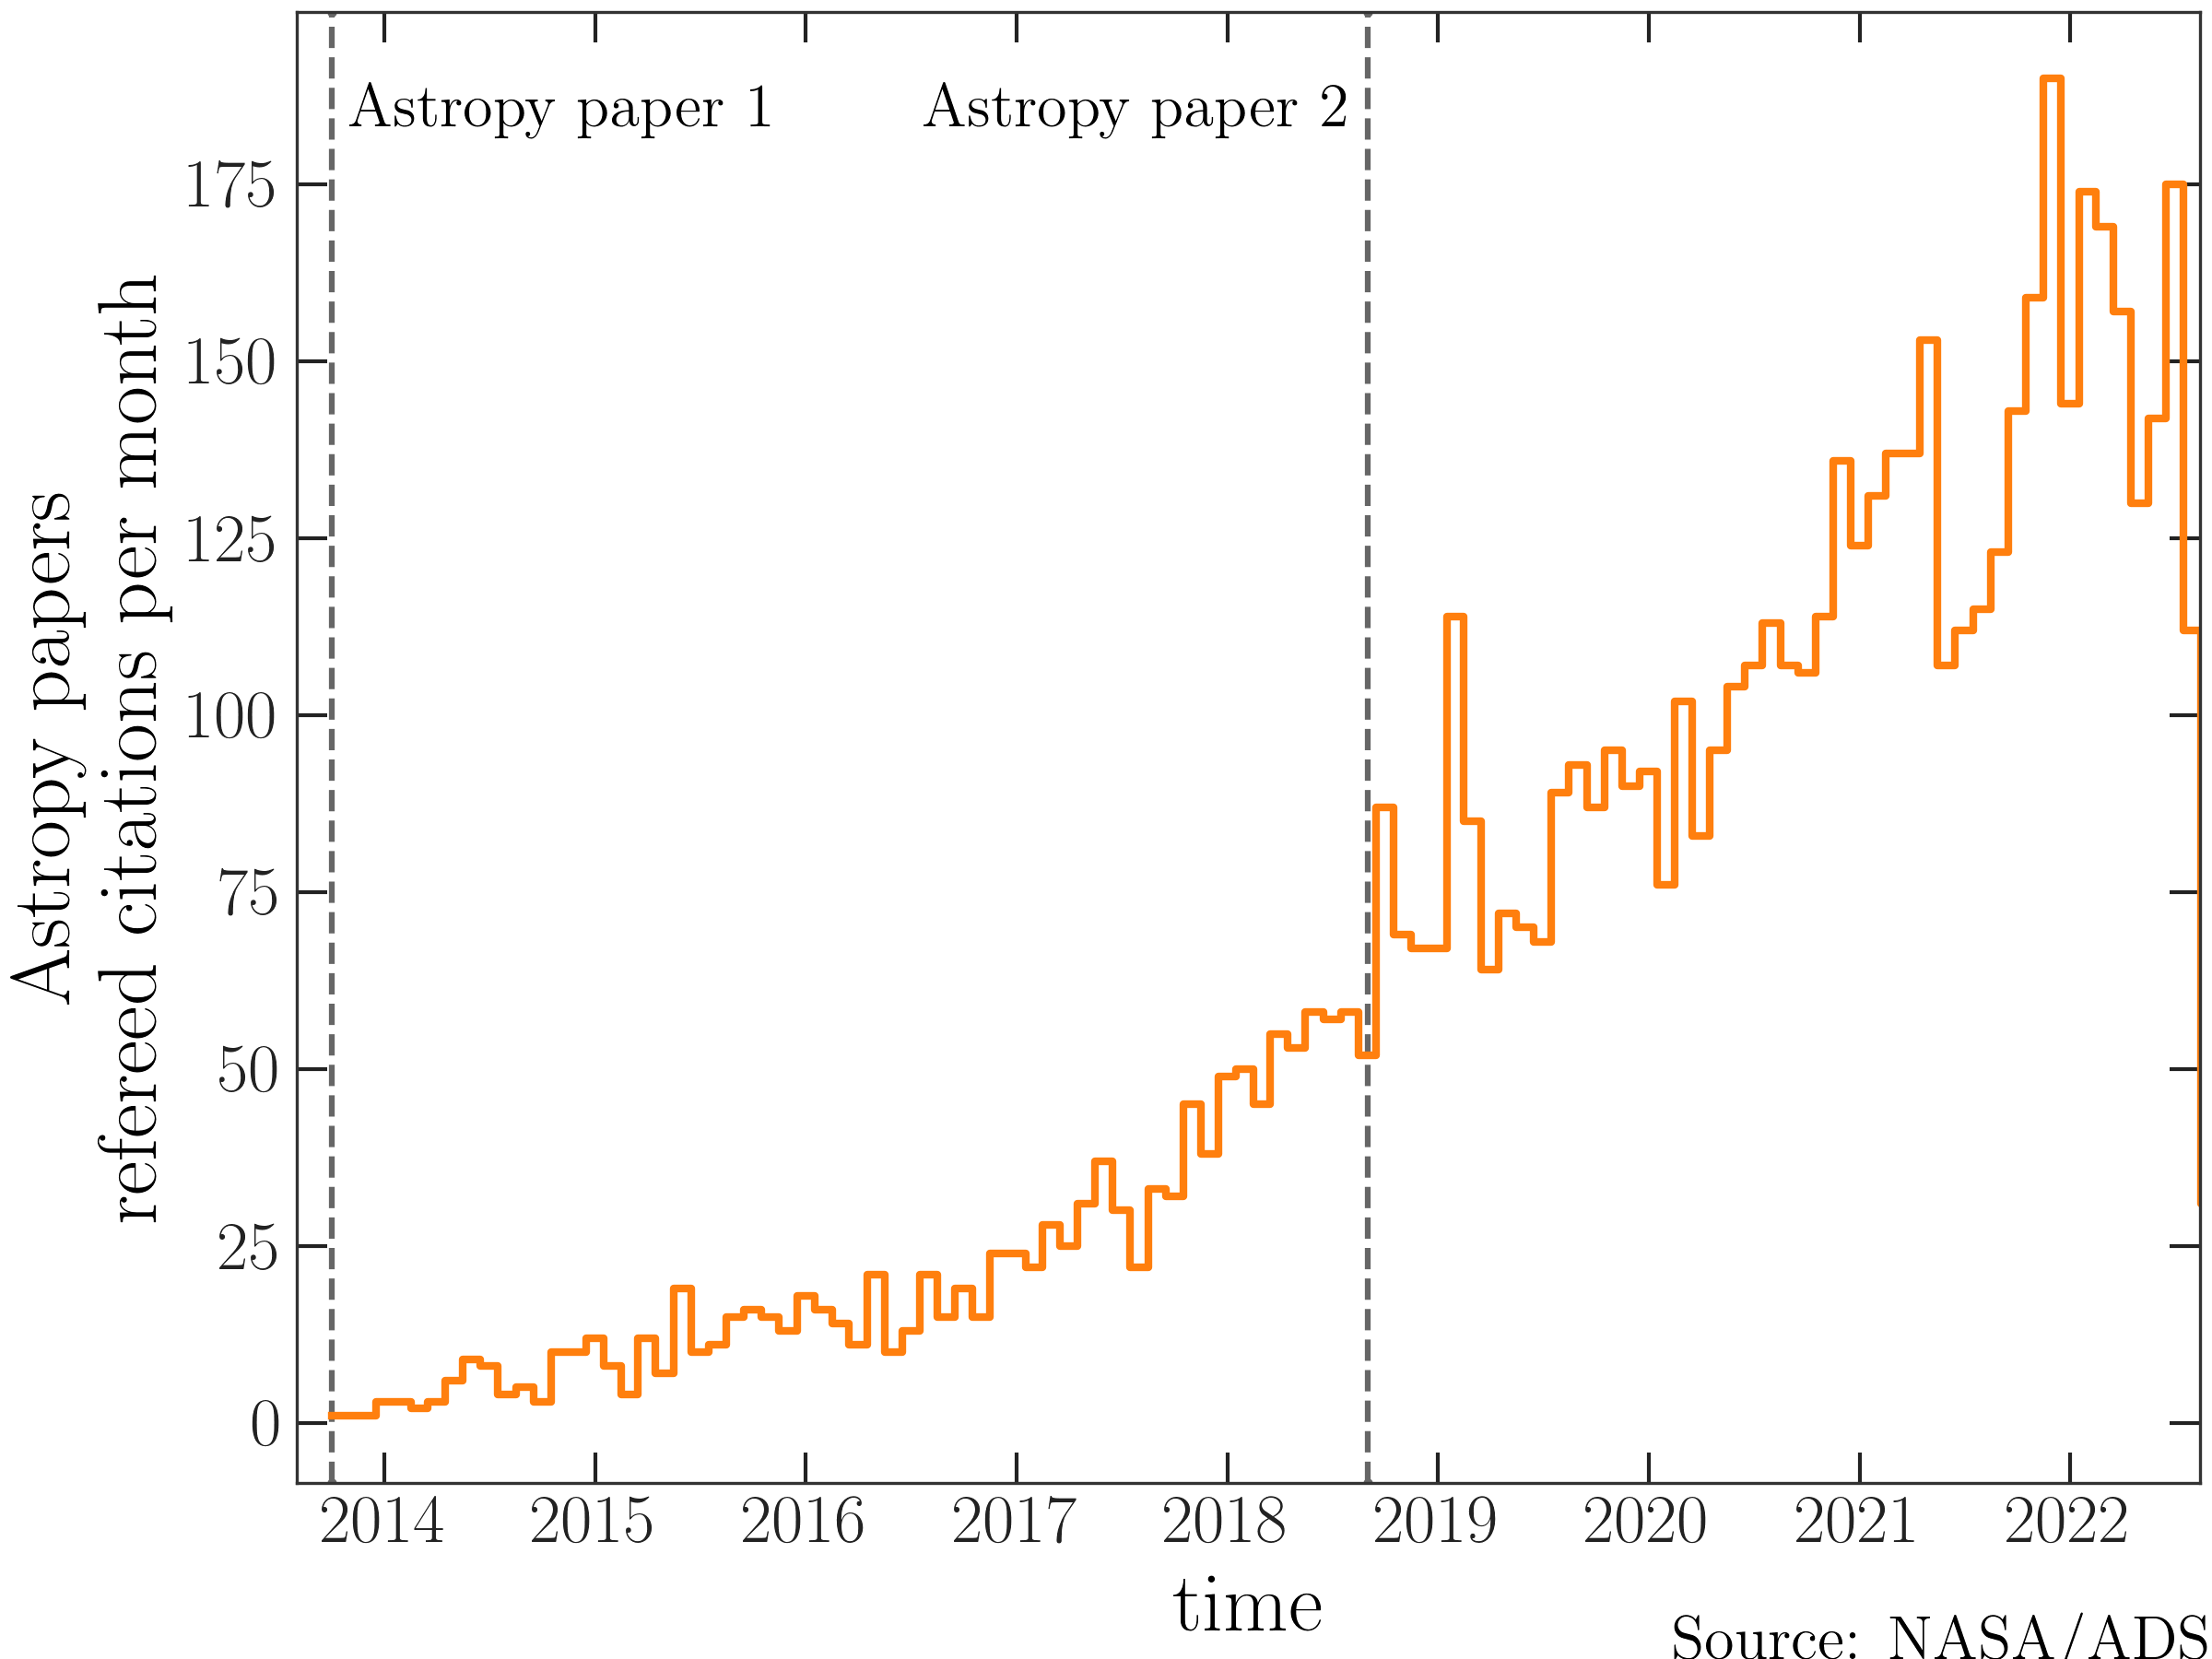 Astropy paper 1
Astropy paper 2
Astropy papers
refereed citations per month
175
150
125
100
75
50
25
0
2014 2015 2016 2017 2018 2019 2020 2021 2022
time
Source: NASA/ADS